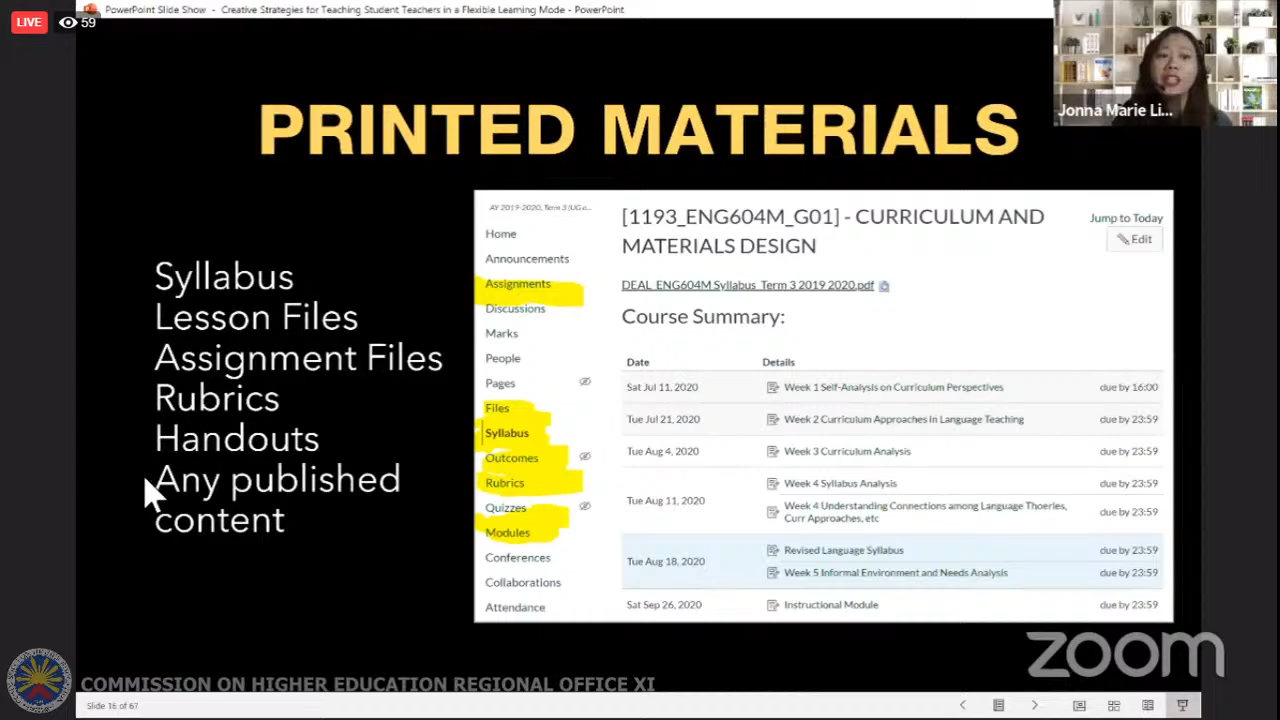 PowerPoint Slide Show - Creative Strategies for Teaching Student Teachers in a Flexible Learning Mode - PowerPoint
LIVE
59
Jonna Marie Li...
PRINTED MATERIALS
Syllabus
Lesson Files
Assignment Files
Rubrics
Handouts
Any published
content
AY 2019-2020, Term 3 (UG a...
Home
Announcements
Assignments
Discussions
Marks
People
Pages
Files
Syllabus
Outcomes
Rubrics
Quizzes
Modules
Conferences
Collaborations
Attendance
[1193_ENG604M_G01] - CURRICULUM AND
MATERIALS DESIGN
Jump to Today
Edit
DEAL_ENG604M Syllabus_Term 3 2019 2020.pdf
Course Summary:
Date Details
Sat Jul 11, 2020 Week 1 Self-Analysis on Curriculum Perspectives due by 16:00
Tue Jul 21, 2020 Week 2 Curriculum Approaches in Language Teaching due by 23:59
Tue Aug 4, 2020 Week 3 Curriculum Analysis due by 23:59
Tue Aug 11, 2020 Week 4 Syllabus Analysis due by 23:59
Week 4 Understanding Connections among Language Thoerles,
Curr Approaches, etc due by 23:59
Tue Aug 18, 2020 Revised Language Syllabus due by 23:59
Week 5 Informal Environment and Needs Analysis due by 23:59
Sat Sep 26, 2020 Instructional Module due by 23:59
zoom
COMMISSION ON HIGHER EDUCATION REGIONAL OFFICE XI
Slide 16 of 67